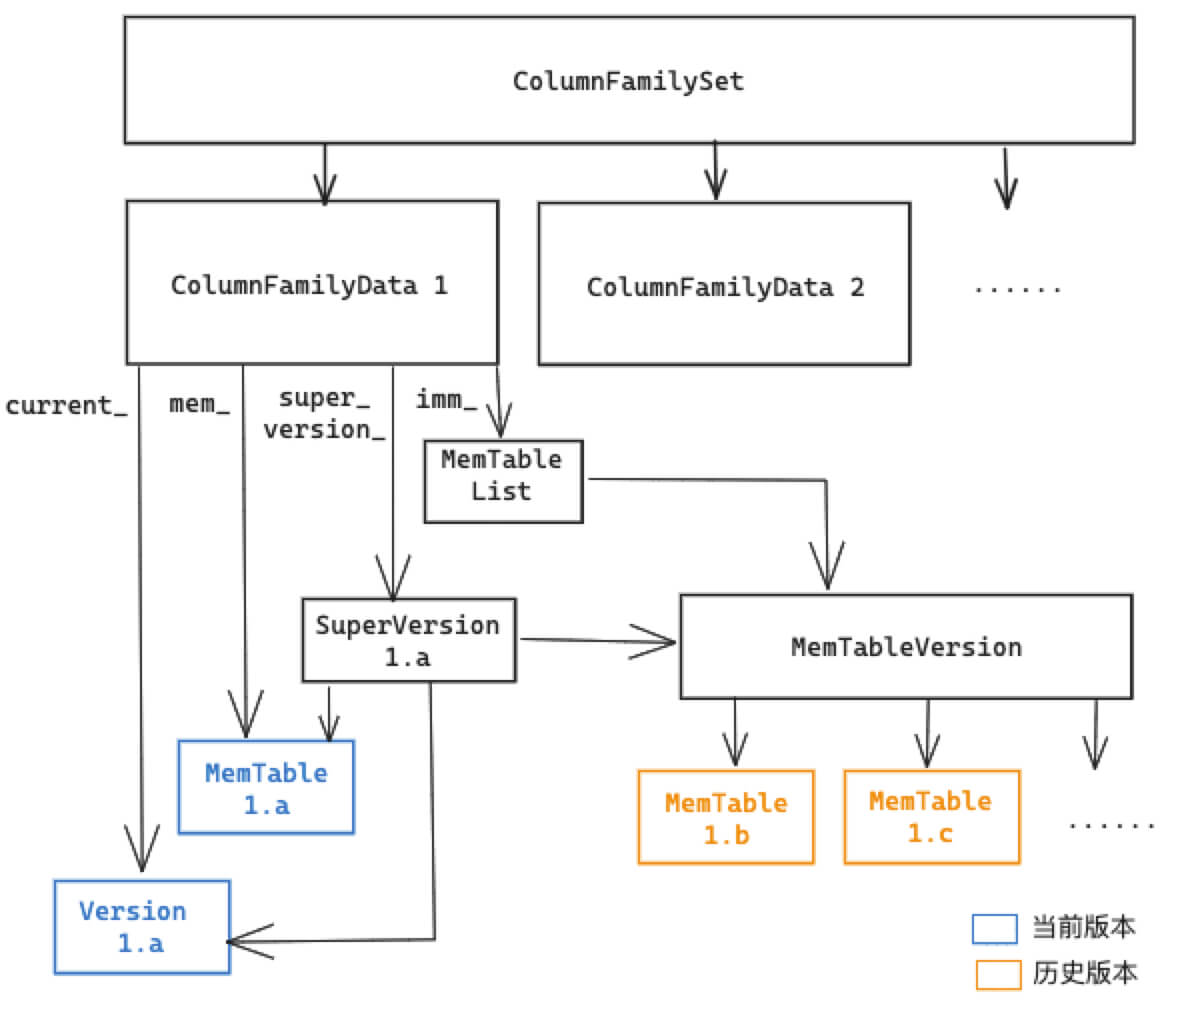 ColumnFamilySet
ColumnFamilyData 1
ColumnFamilyData 2
......
current_
mem_
super_
version_
imm_
MemTable
List
SuperVersion
1.a
MemTableVersion
MemTable
1.a
MemTable
1.b
MemTable
1.c
......
Version
1.a
当前版本
历史版本